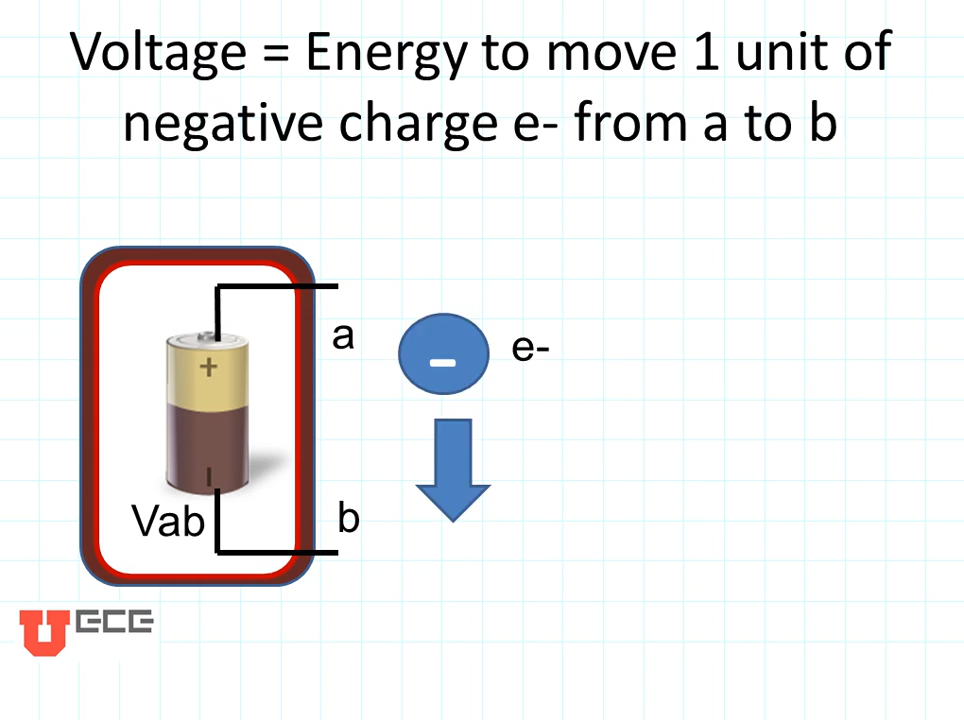 Voltage = Energy to move 1 unit of
negative charge e- from a to b
a
-
e-
+
Vab
b
U ECE